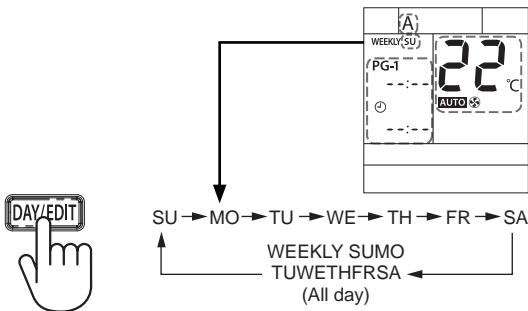 A
WEEKLY SU
PG-1
--:--
--:--
22 °C
AUTO
DAY/EDIT
SU → MO → TU → WE → TH → FR → SA
WEEKLY SUMO
TUWETHFRSA
(All day)